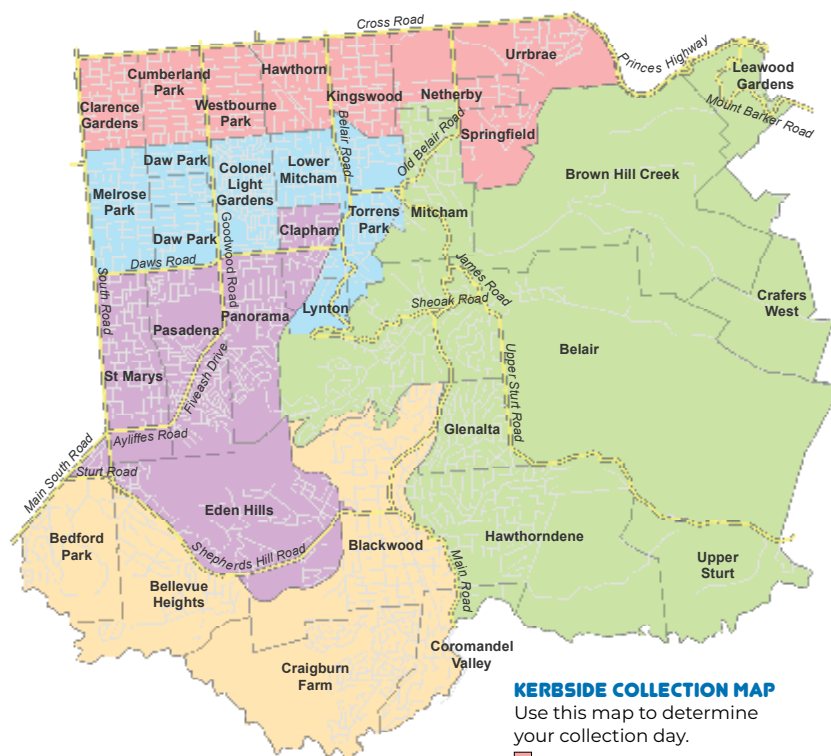 Cross Road
Princes Highway
Urrbrae
Hawthorn
Cumberland
Park
Leawood
Gardens
Kingswood
Netherby
Clarence
Gardens
Westbourne
Park
Mount Barker Road
Springfield
Belair Road
Old Belair Road
Daw Park
Colonel
Light
Gardens
Lower
Mitcham
Brown Hill Creek
Melrose
Park
Mitcham
Torrens
Park
Clapham
Daw Park
Goodwood Road
Daws Road
James Road
South Road
Sheoak Road
Crafers
West
Lynton
Panorama
Pasadena
Belair
St Marys
Fiveash Drive
Upper Sturt Road
Glenalta
Ayliffes Road
Main South Road
Sturt Road
Eden Hills
Bedford
Park
Shepherds Hill Road
Blackwood
Hawthorndene
Main Road
Upper
Sturt
Bellevue
Heights
Coromandel
Valley
Craigburn
Farm
KERBSIDE COLLECTION MAP
Use this map to determine
your collection day.